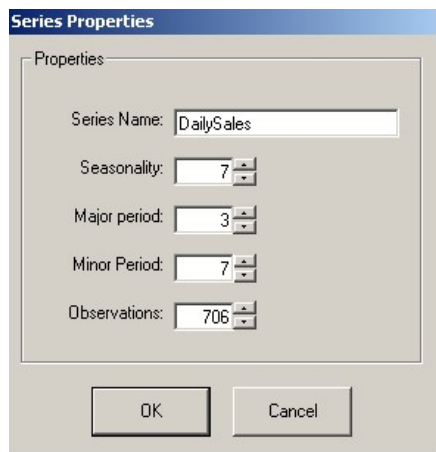 Series Properties
Properties
Series Name: DailySales
Seasonality: 7
Major period: 3
Minor Period: 7
Observations: 706
OK Cancel